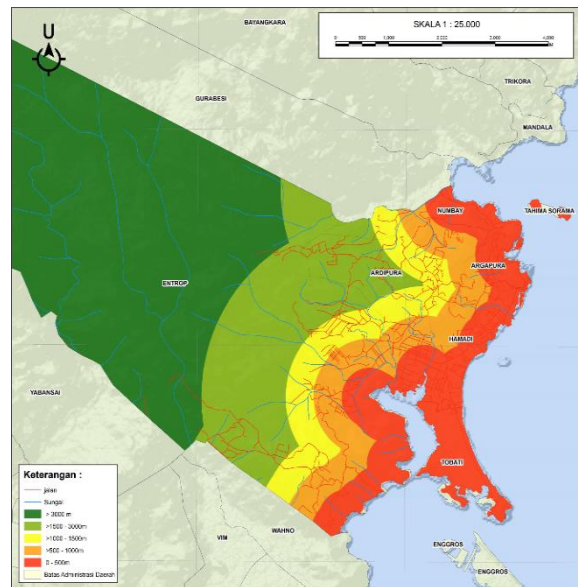 BAYANGKARA
SKALA 1 : 25.000
U
TRIKORA
GURABESI
MANDALA
NUMBAY
TAHIMA SORAMA
ARGAPURA
ARDIPURA
ENTROP
HAMADI
YABANSAI
TOBATI
Keterangan :
jalan
Sungai
> 3000 m
>1500 - 3000m
>1000 - 1500m
>500 - 1000m
0 - 500m
Batas Administrasi Daerah
WAHNO
VIM
ENGGROS
ENGGROS